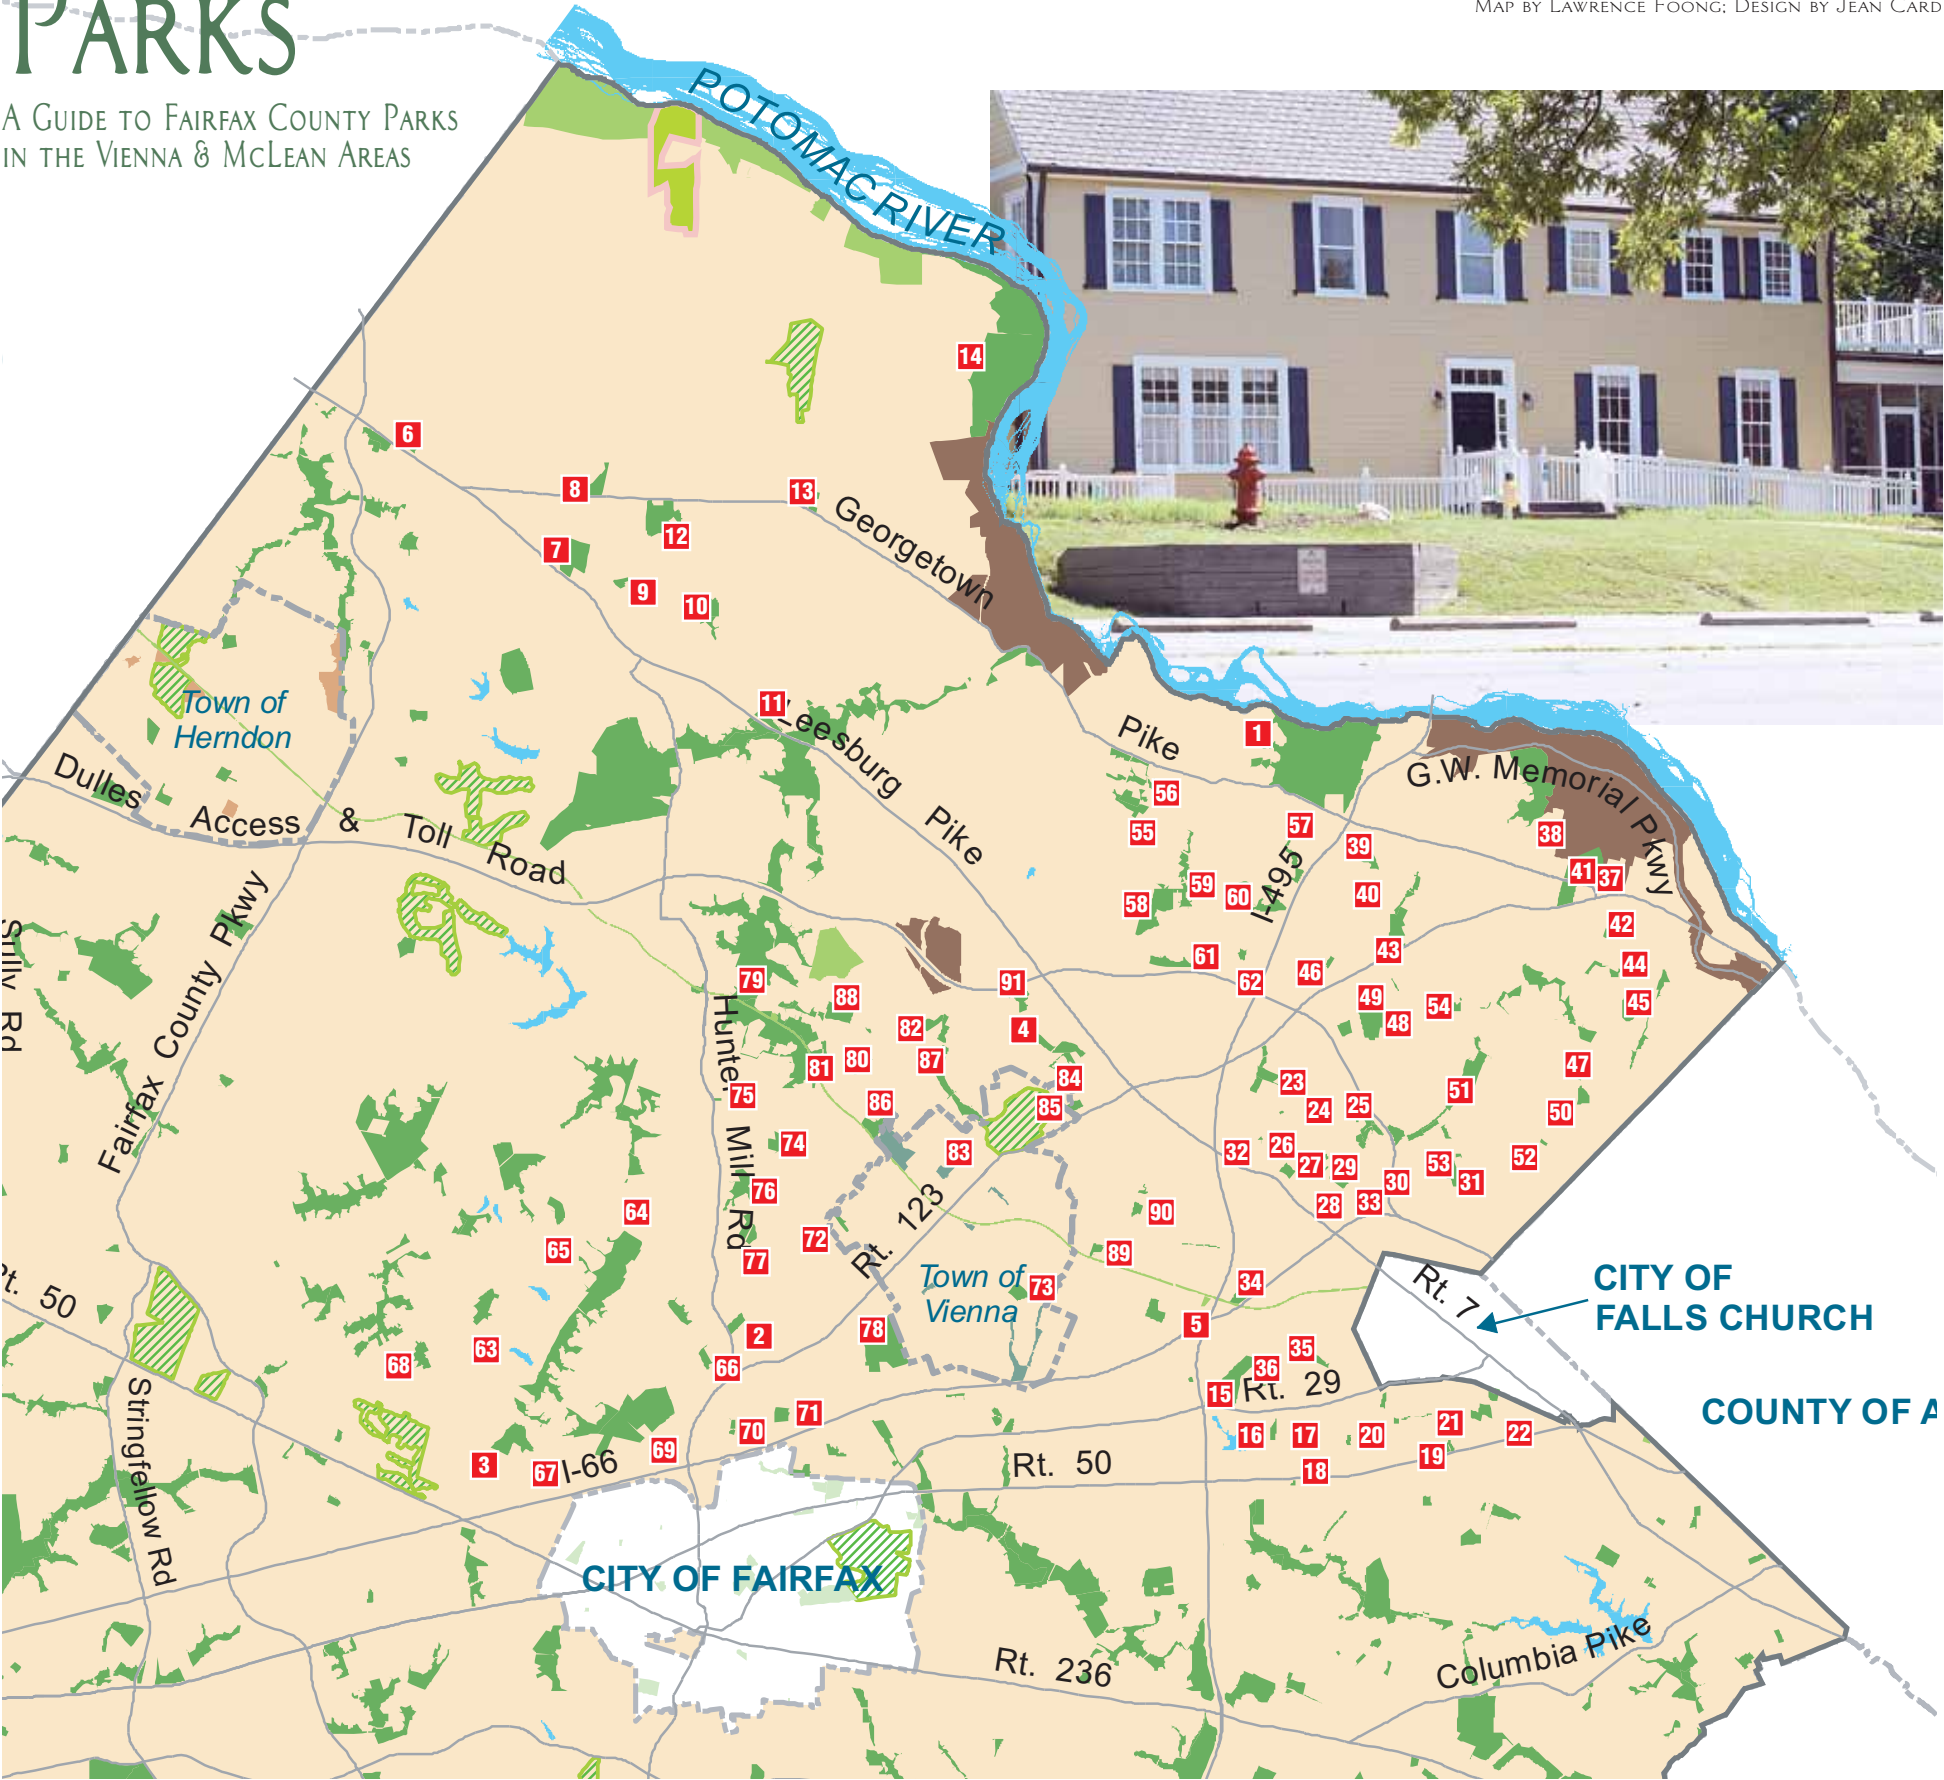 PARKS
A Guide to Fairfax County Parks
in the Vienna & McLean Areas
Map by Lawrence Foong; Design by Jean Card
POTOMAC RIVER
14
6
8
13
Georgetown
12
7
9
10
11
Leesburg Pike
Town of
Herndon
Pike
1
G.W. Memorial Pkwy
Dulles Access & Toll Road
56
55
57
39
38
41
37
59
60
58
40
I-495
42
43
61
62
46
44
45
49
48
54
Fairfax County Pkwy
Sully Rd
79
88
91
82
4
80
87
81
84
85
86
75
Hunter Mill Rd
74
83
76
72
77
23
24
25
51
47
50
32
26
27
29
53
52
30
31
28
33
64
65
90
89
Rt. 123
Town of
Vienna
73
34
5
Rt. 7
CITY OF
FALLS CHURCH
Rt. 50
2
78
63
68
66
35
36
15
Rt. 29
COUNTY OF A
Stringfellow Rd
71
70
69
3
67
I-66
Rt. 50
16
17
20
21
22
19
18
CITY OF FAIRFAX
Rt. 236
Columbia Pike